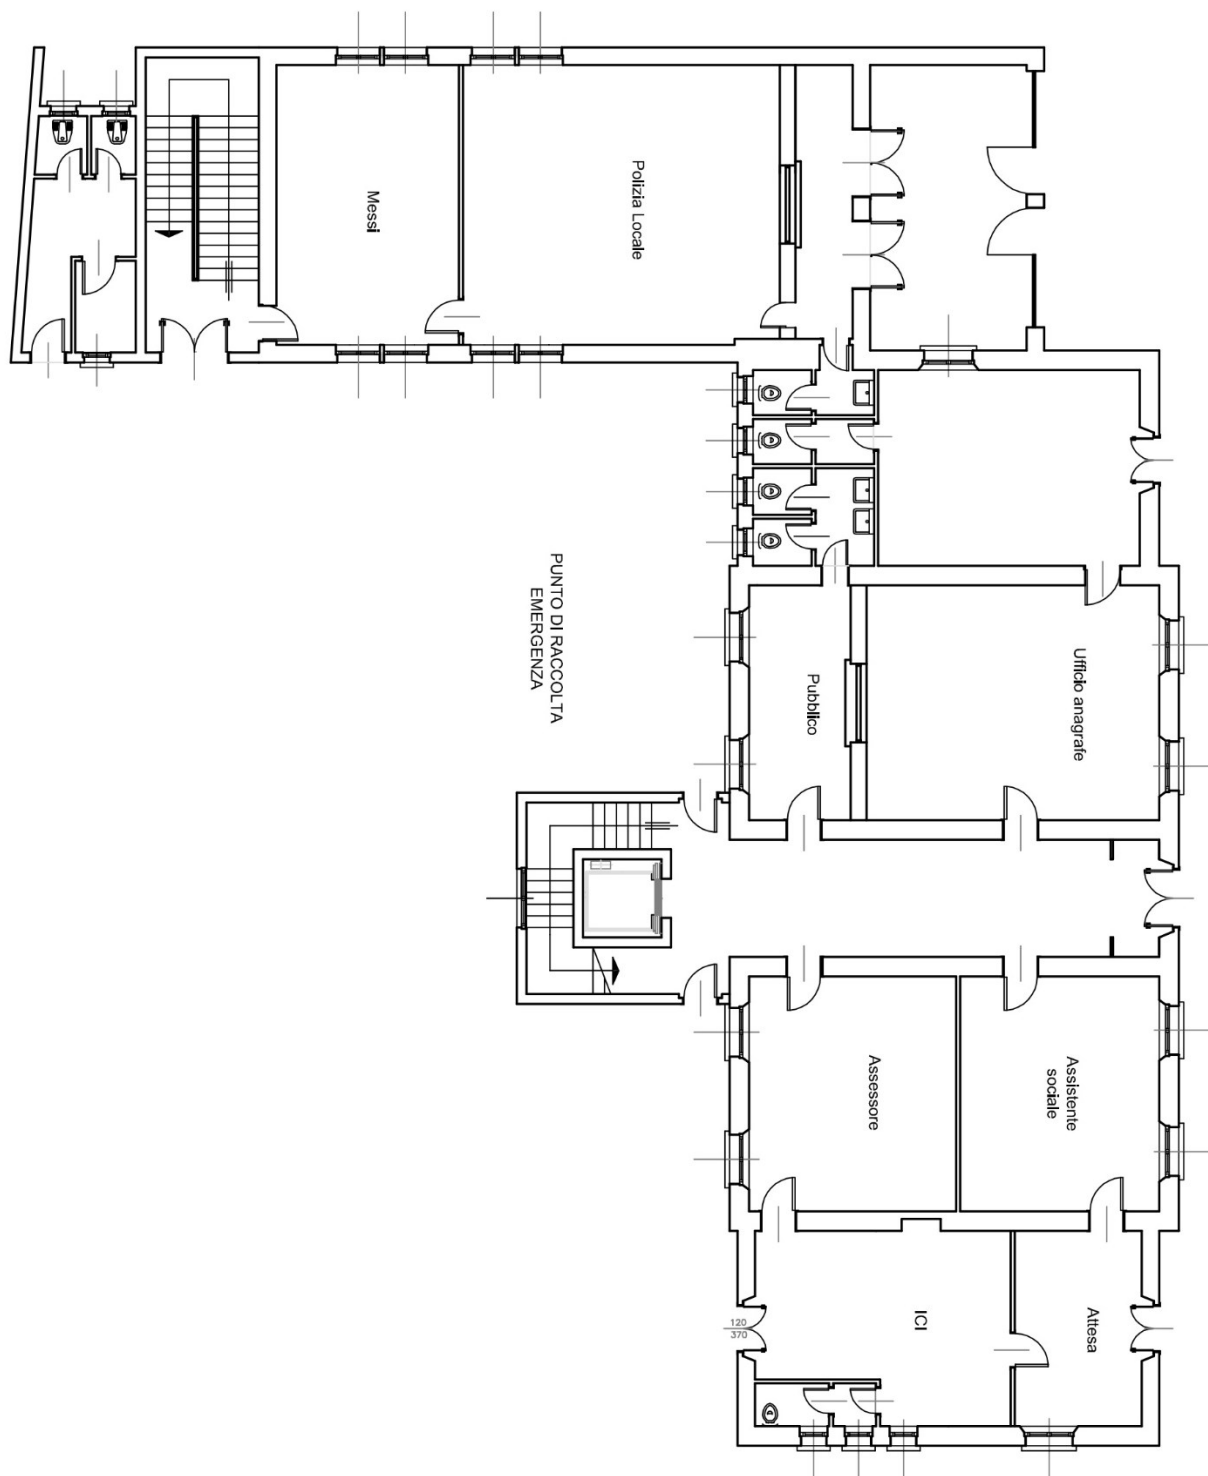 Messi
Polizia Locale
PUNTO DI RACCOLTA
EMERGENZA
Pubblico
Ufficio anagrafe
Assessore
Assistente
sociale
ICI
Attesa
120
370